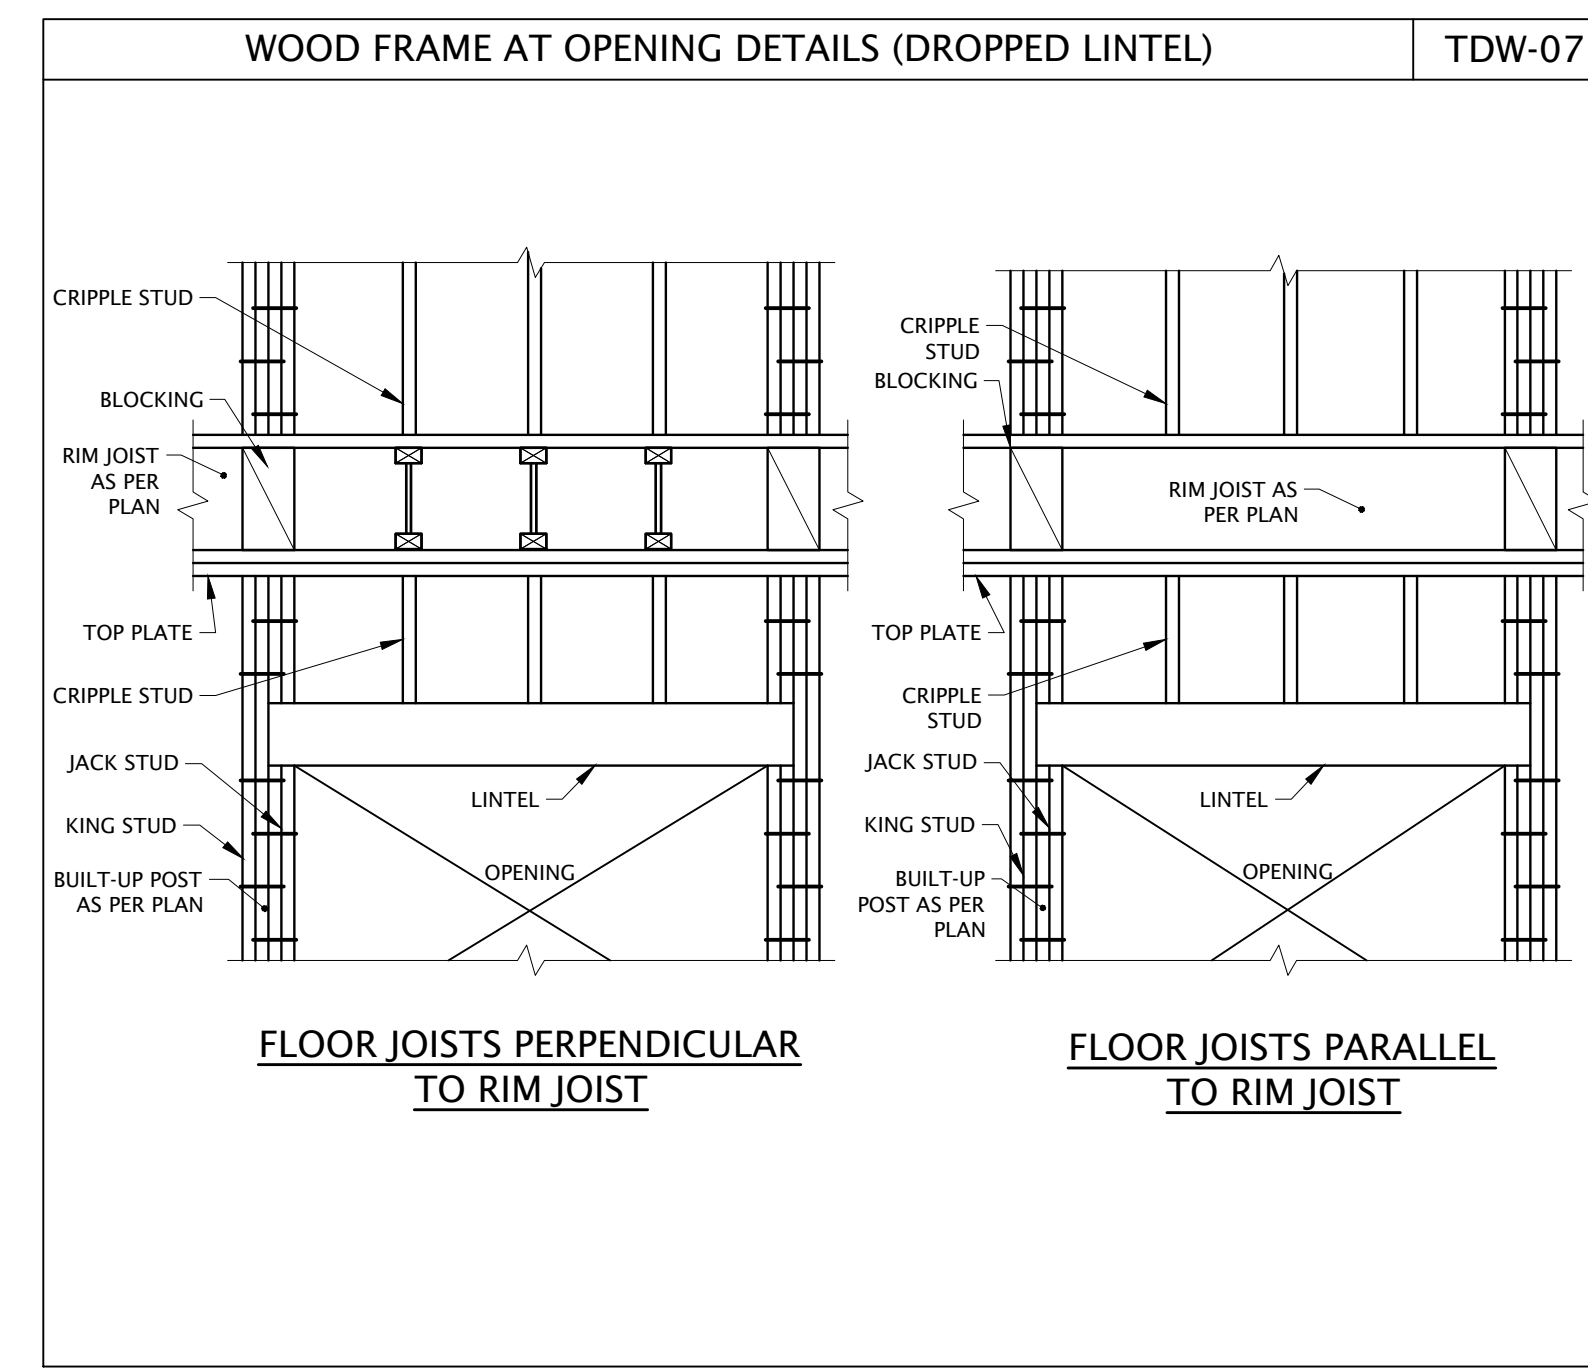 WOOD FRAME AT OPENING DETAILS (DROPPED LINTEL)
TDW-07
CRIPPLE STUD
BLOCKING
RIM JOIST
AS PER
PLAN
TOP PLATE
CRIPPLE STUD
JACK STUD
KING STUD
BUILT-UP POST
AS PER PLAN
LINTEL
OPENING
FLOOR JOISTS PERPENDICULAR
TO RIM JOIST
CRIPPLE
STUD
BLOCKING
RIM JOIST AS
PER PLAN
TOP PLATE
CRIPPLE
STUD
JACK STUD
KING STUD
BUILT-UP
POST AS PER
PLAN
LINTEL
OPENING
FLOOR JOISTS PARALLEL
TO RIM JOIST